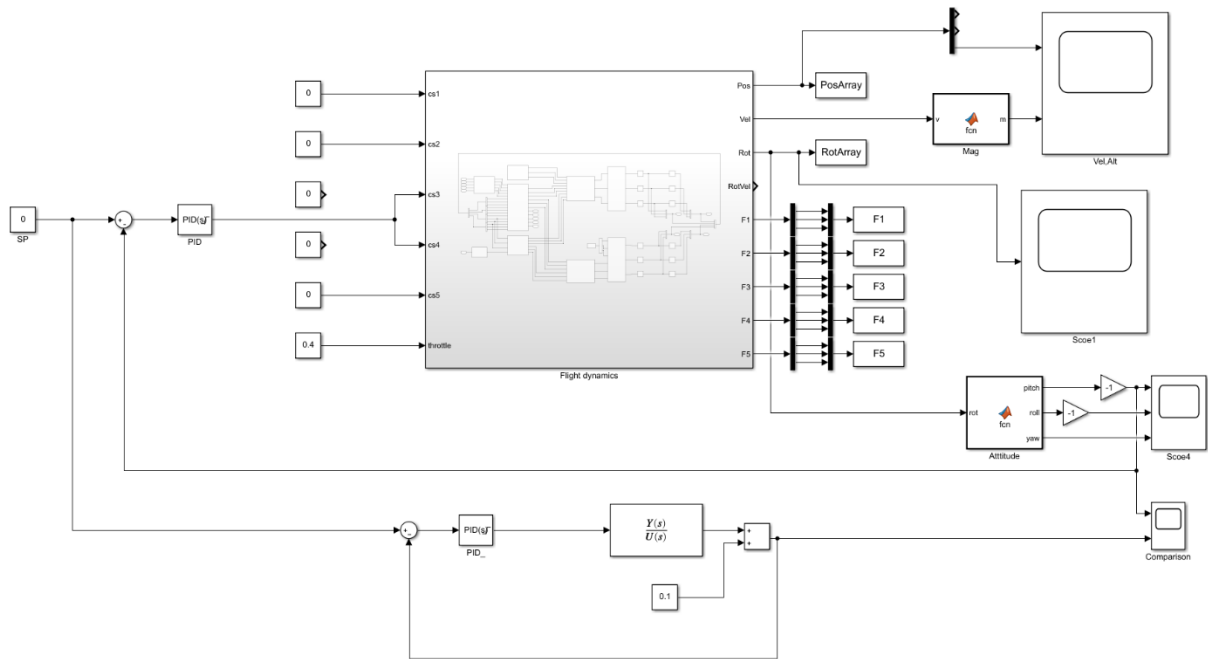 0
SP
+
−
PID(s)
PID
0
0
0
0
0
0.4
cs1
cs2
cs3
cs4
cs5
throttle
Flight dynamics
Pos
Vel
Rot
RotVel
F1
F2
F3
F4
F5
PosArray
RotArray
F1
F2
F3
F4
F5
v
fcn
m
Mag
Vel,Alt
Scoe1
rot
fcn
pitch
roll
yaw
Atttitude
-1
-1
Scoe4
+
−
PID(s)
PID_
Y(s)
U(s)
0.1
+
+
Comparison